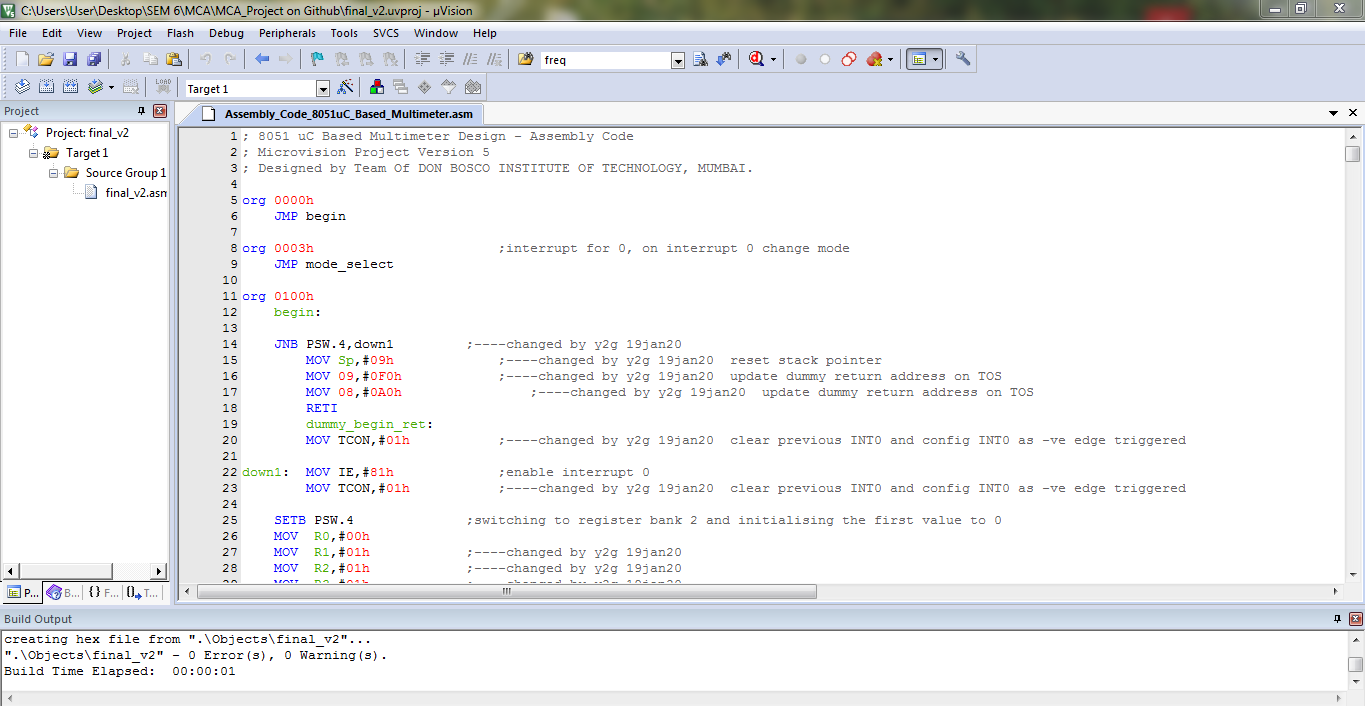 C:\Users\User\Desktop\SEM 6\MCA\MCA_Project on Github\final_v2.uvproj - µVision
File Edit View Project Flash Debug Peripherals Tools SVCS Window Help
freq
LOAD Target 1
Project
Assembly_Code_8051uC_Based_Multimeter.asm
Project: final_v2
Target 1
Source Group 1
final_v2.asm
1 ; 8051 uC Based Multimeter Design - Assembly Code
2 ; Microvision Project Version 5
3 ; Designed by Team Of DON BOSCO INSTITUTE OF TECHNOLOGY, MUMBAI.
4
5 org 0000h
6 JMP begin
7
8 org 0003h ;interrupt for 0, on interrupt 0 change mode
9 JMP mode_select
10
11 org 0100h
12 begin:
13
14 JNB PSW.4,down1 ;----changed by y2g 19jan20
15 MOV Sp,#09h ;----changed by y2g 19jan20 reset stack pointer
16 MOV 09,#0F0h ;----changed by y2g 19jan20 update dummy return address on TOS
17 MOV 08,#0A0h ;----changed by y2g 19jan20 update dummy return address on TOS
18 RETI
19 dummy_begin_ret:
20 MOV TCON,#01h ;----changed by y2g 19jan20 clear previous INT0 and config INT0 as -ve edge triggered
21
22 down1: MOV IE,#81h ;enable interrupt 0
23 MOV TCON,#01h ;----changed by y2g 19jan20 clear previous INT0 and config INT0 as -ve edge triggered
24
25 SETB PSW.4 ;switching to register bank 2 and initialising the first value to 0
26 MOV R0,#00h
27 MOV R1,#01h ;----changed by y2g 19jan20
28 MOV R2,#01h ;----changed by y2g 19jan20
29 MOV R3,#01h ;----changed by y2g 19jan20
P... B... {} F... 0 T...
Build Output
creating hex file from ".\Objects\final_v2"...
".\Objects\final_v2" - 0 Error(s), 0 Warning(s).
Build Time Elapsed: 00:00:01